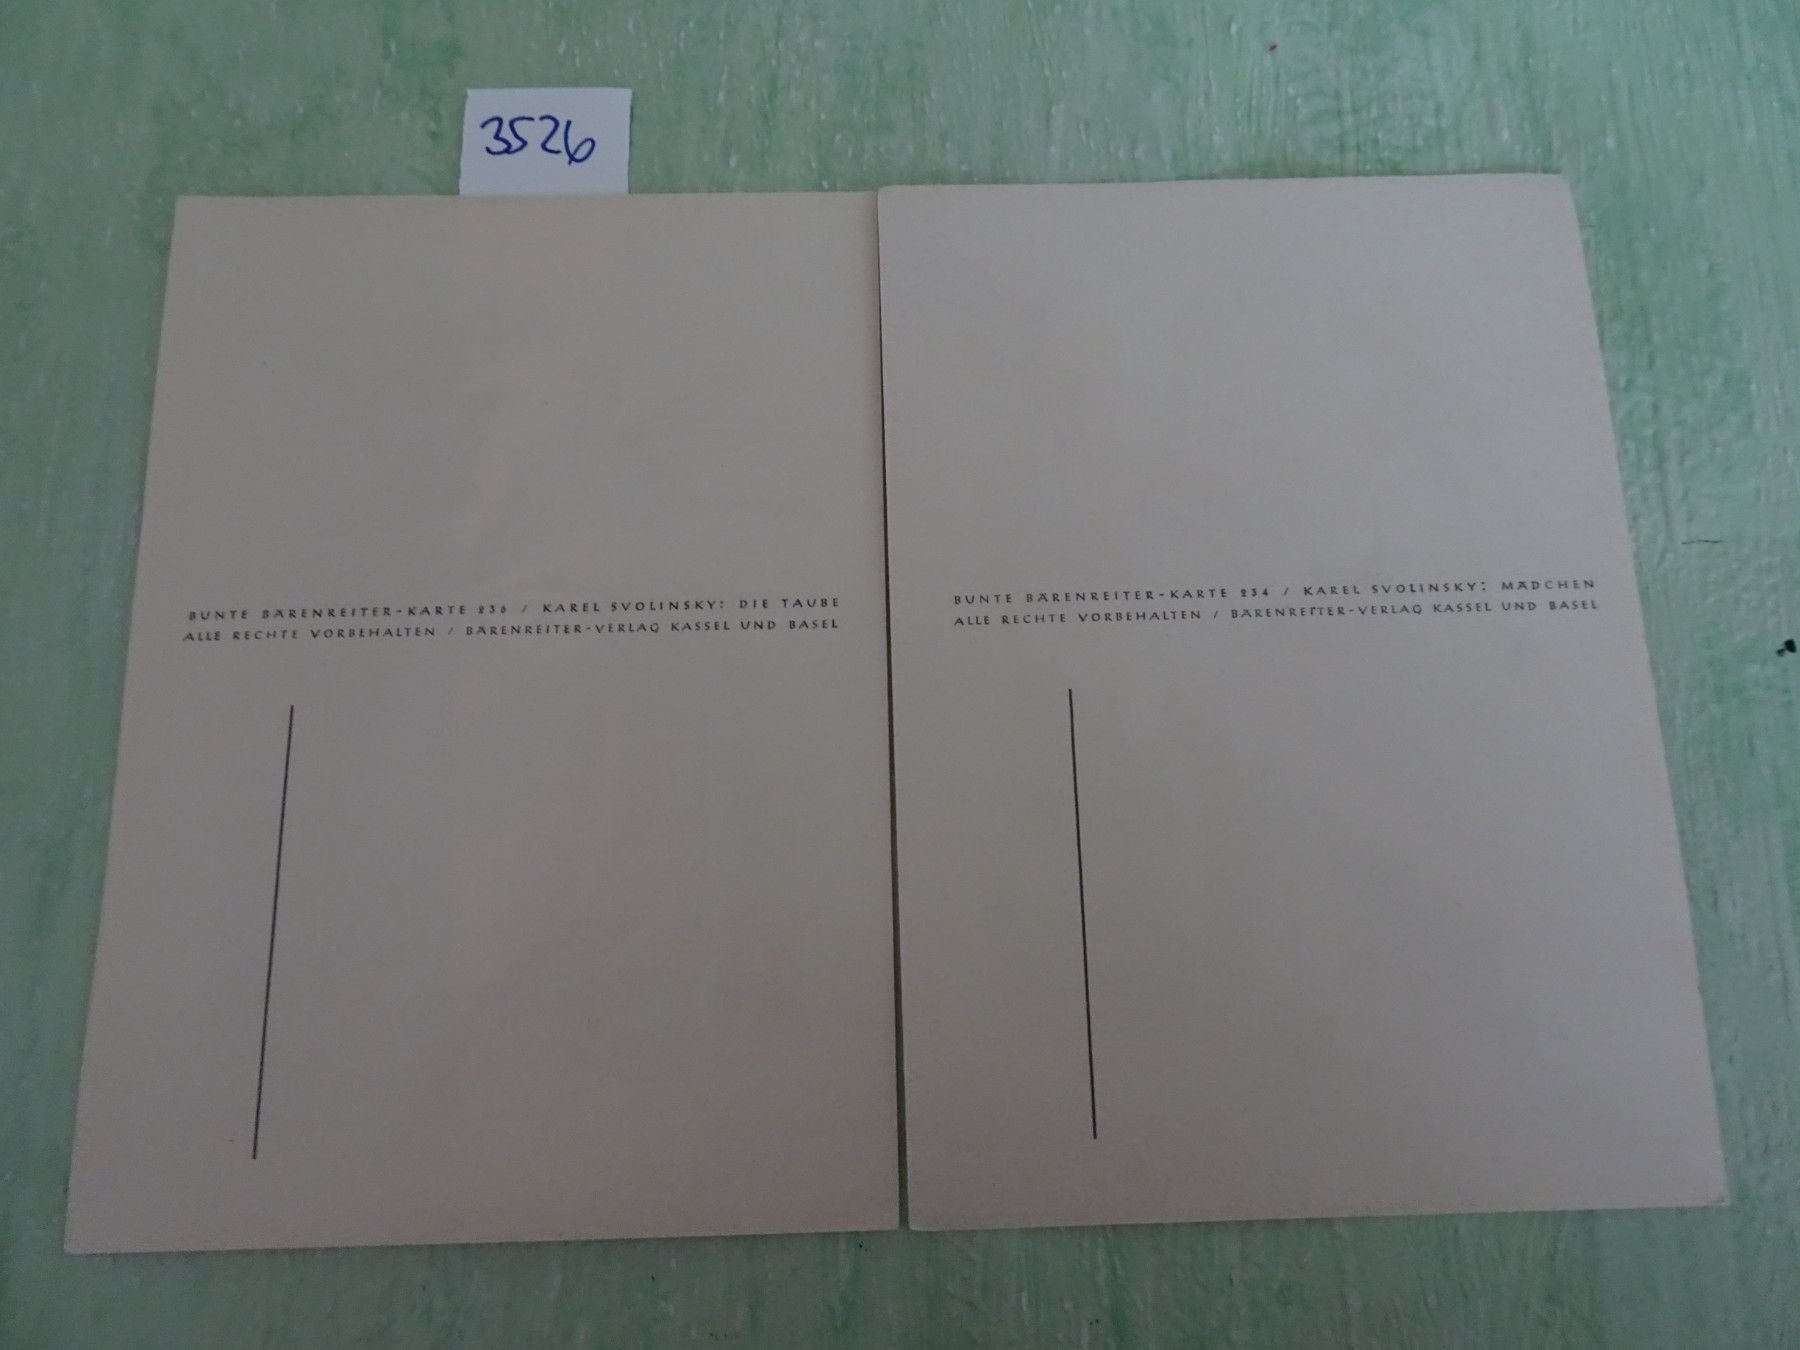 3526
BUNTE BÄRENREITER-KARTE 236 / KAREL SVOLINSKY: DIE TAUBE
ALLE RECHTE VORBEHALTEN / BÄRENREITER-VERLAG KASSEL UND BASEL
BUNTE BÄRENREITER-KARTE 234 / KAREL SVOLINSKY: MÄDCHEN
ALLE RECHTE VORBEHALTEN / BÄRENREITER-VERLAG KASSEL UND BASEL